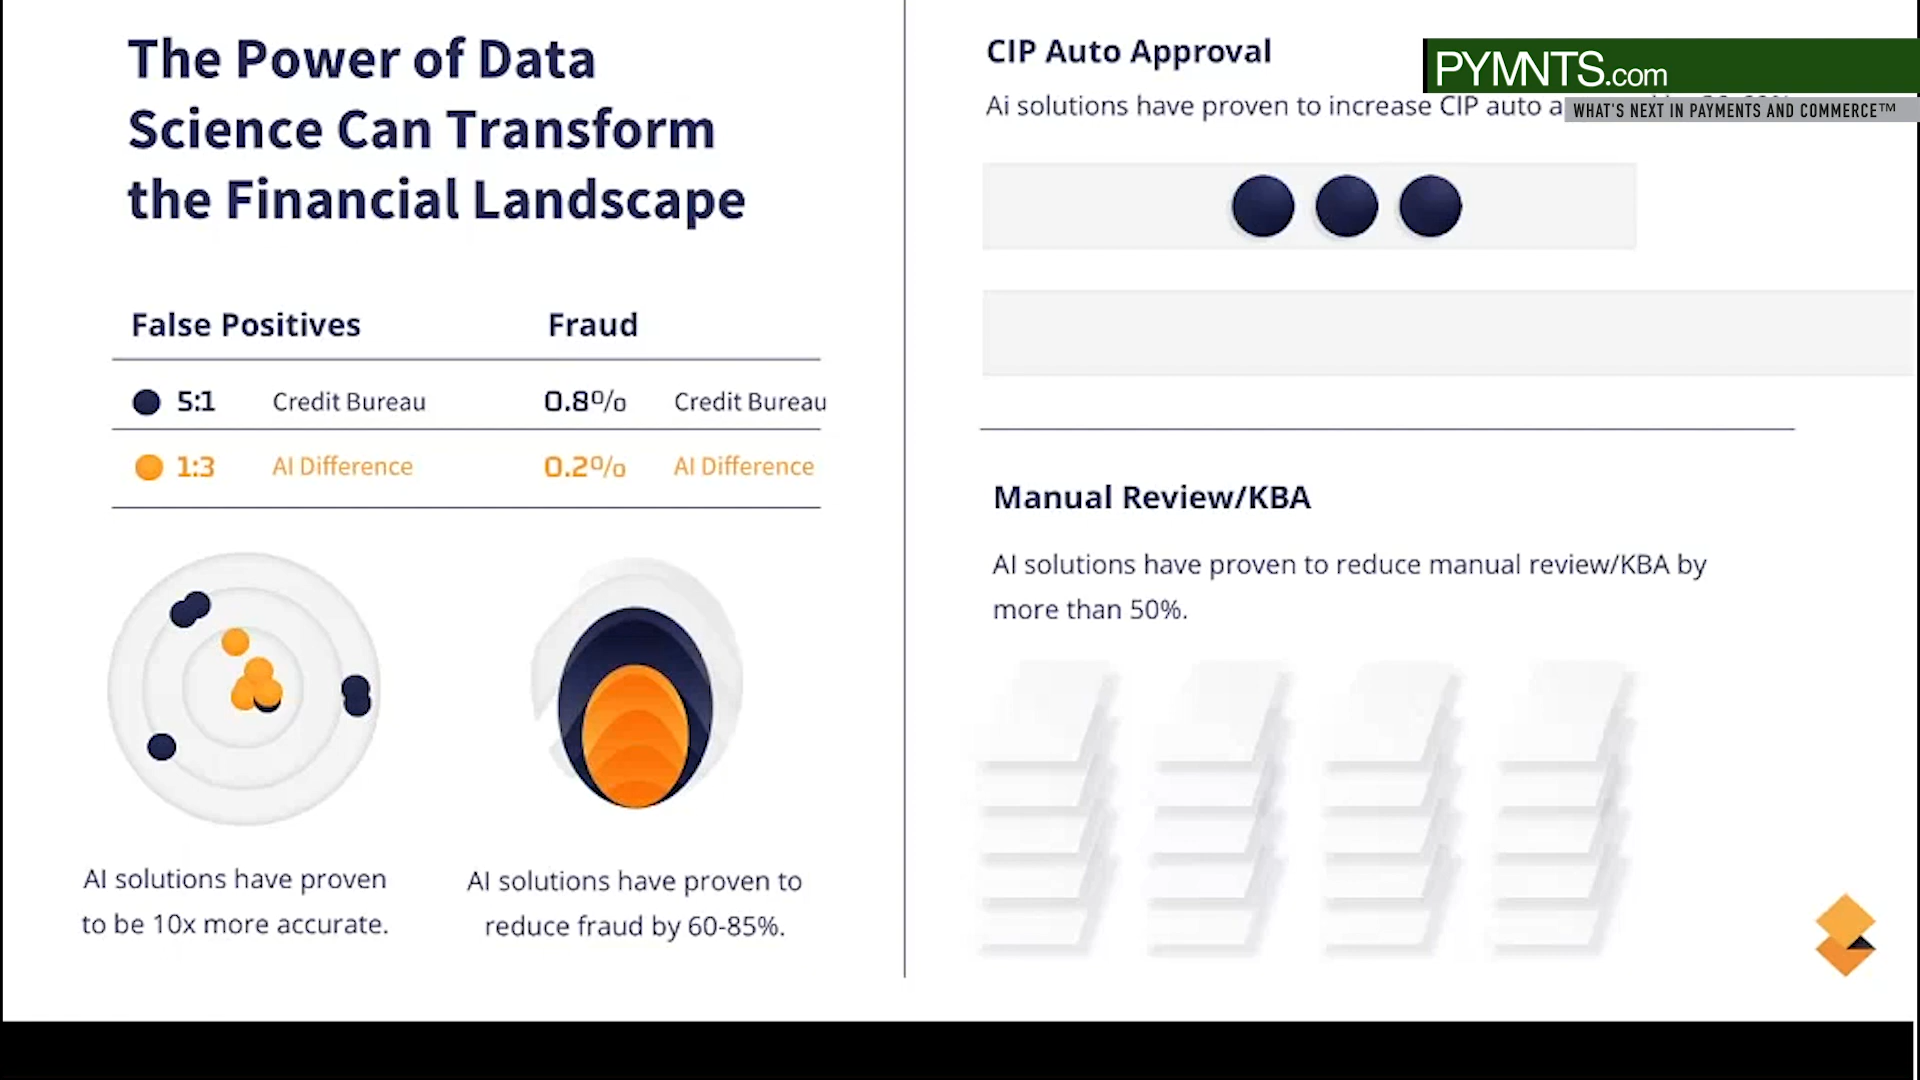 The Power of Data
Science Can Transform
the Financial Landscape
False Positives
Fraud
5:1 Credit Bureau 0.8% Credit Bureau
1:3 AI Difference 0.2% AI Difference
AI solutions have proven
to be 10x more accurate.
AI solutions have proven to
reduce fraud by 60-85%.
CIP Auto Approval
Ai solutions have proven to increase CIP auto
PYMNTS.com
WHAT'S NEXT IN PAYMENTS AND COMMERCE™
Manual Review/KBA
AI solutions have proven to reduce manual review/KBA by
more than 50%.